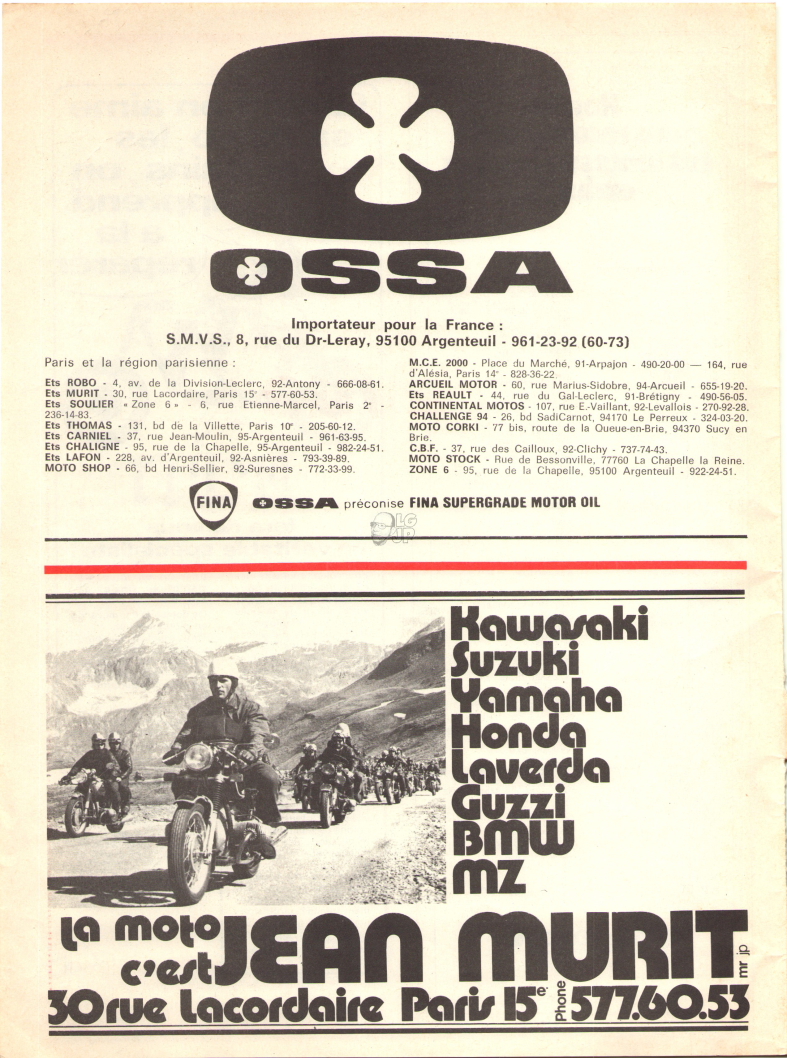 OSSA
Importateur pour la France :
S.M.V.S., 8, rue du Dr-Leray, 95100 Argenteuil - 961-23-92 (60-73)
Paris et la région parisienne :
Ets ROBO - 4, av. de la Division-Leclerc, 92-Antony - 666-08-61.
Ets MURIT - 30, rue Lacordaire, Paris 15e - 577-60-53.
Ets SOULIER « Zone 6 » - 6, rue Etienne-Marcel, Paris 2e -
236-14-83.
Ets THOMAS - 131, bd de la Villette, Paris 10e - 205-60-12.
Ets CARNIEL - 37, rue Jean-Moulin, 95-Argenteuil - 961-63-95.
Ets CHALIGNE - 95, rue de la Chapelle, 95-Argenteuil - 982-24-51.
Ets LAFON - 228, av. d'Argenteuil, 92-Asnières - 793-39-89.
MOTO SHOP - 66, bd Henri-Sellier, 92-Suresnes - 772-33-99.
M.C.E. 2000 - Place du Marché, 91-Arpajon - 490-20-00 — 164, rue
d'Alésia, Paris 14e - 828-36-22.
ARCUEIL MOTOR - 60, rue Marius-Sidobre, 94-Arcueil - 655-19-20.
Ets REAULT - 44, rue du Gal-Leclerc, 91-Brétigny - 490-56-05.
CONTINENTAL MOTOS - 107, rue E.-Vaillant, 92-Levallois - 270-92-28.
CHALLENGE 94 - 26, bd SadiCarnot, 94170 Le Perreux - 324-03-20.
MOTO CORKI - 77 bis, route de la Queue-en-Brie, 94370 Sucy en
Brie.
C.B.F. - 37, rue des Cailloux, 92-Clichy - 737-74-43.
MOTO STOCK - Rue de Bessonville, 77760 La Chapelle la Reine.
ZONE 6 - 95, rue de la Chapelle, 95100 Argenteuil - 922-24-51.
FINA OSSA préconise FINA SUPERGRADE MOTOR OIL
LG
JP
Kawasaki
Suzuki
Yamaha
Honda
Laverda
Guzzi
BMW
MZ
la moto
c'est JEAN MURIT
mr jp
30 rue Lacordaire Paris 15e Phone 577.60.53